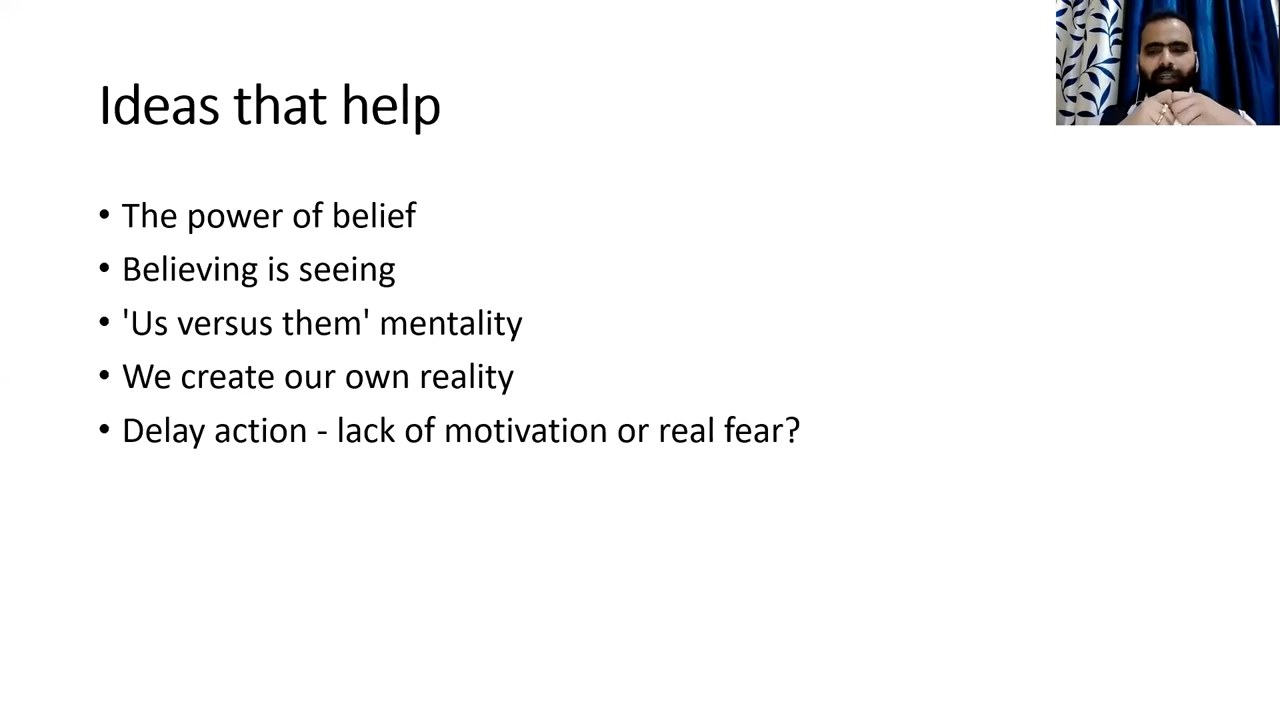 Ideas that help
• The power of belief
• Believing is seeing
• 'Us versus them' mentality
• We create our own reality
• Delay action - lack of motivation or real fear?